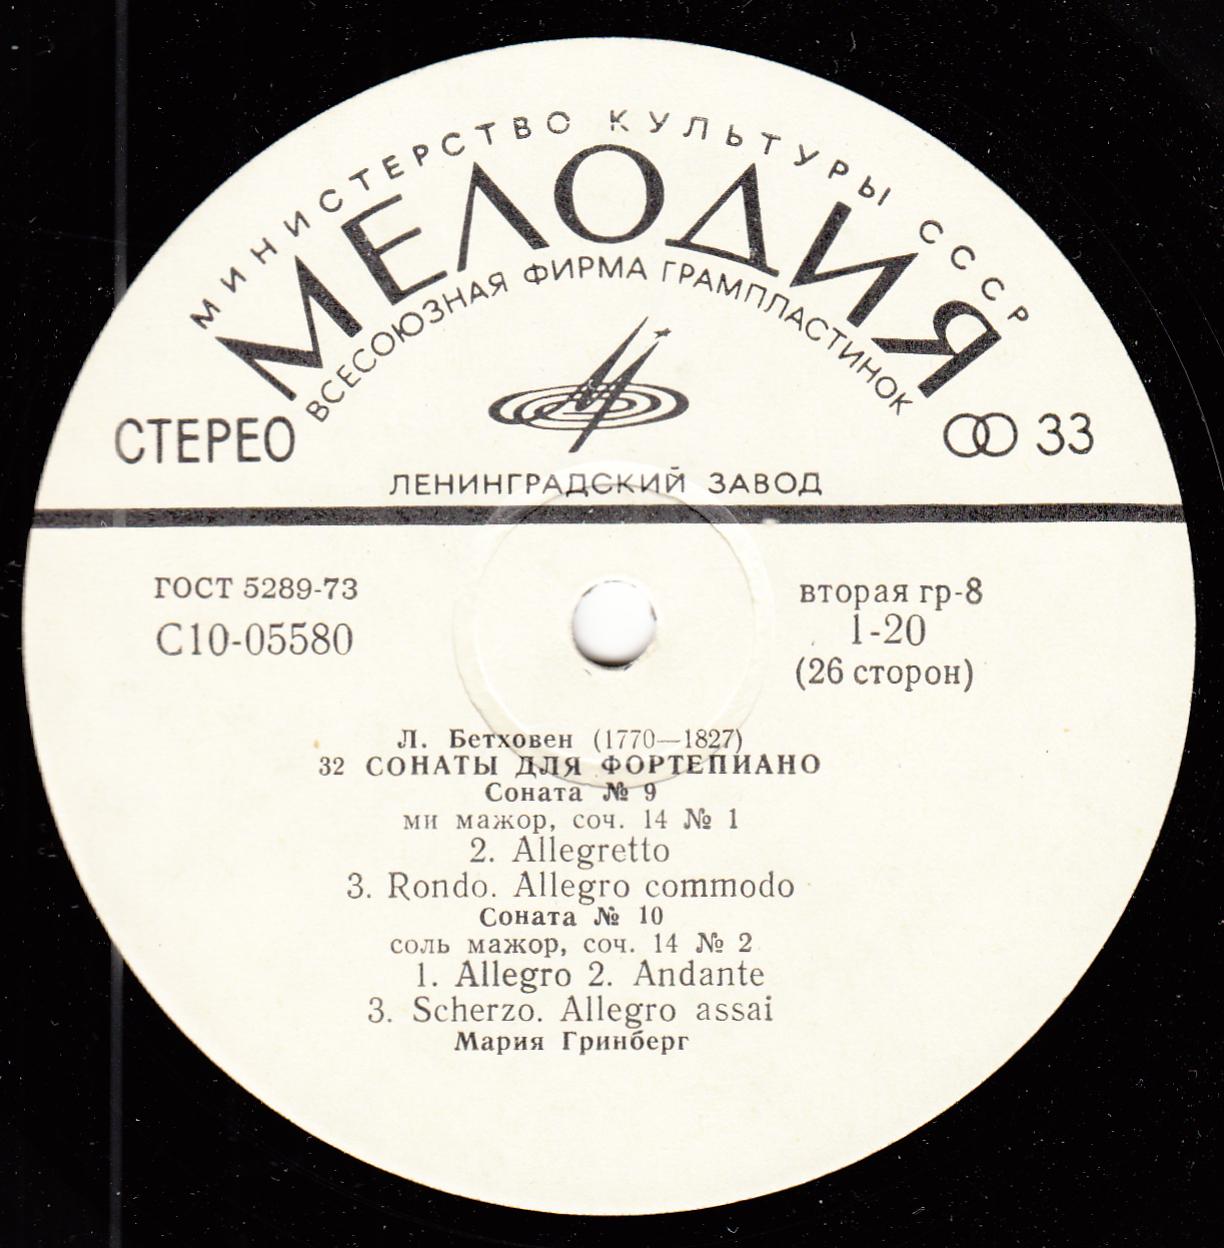 МИНИСТЕРСТВО КУЛЬТУРЫ СССР
МЕЛОДИЯ
ВСЕСОЮЗНАЯ ФИРМА ГРАМПЛАСТИНОК
СТЕРЕО
33
ЛЕНИНГРАДСКИЙ ЗАВОД
ГОСТ 5289-73
С10-05580
вторая гр-8
1-20
(26 сторон)
Л. Бетховен (1770—1827)
32 СОНАТЫ ДЛЯ ФОРТЕПИАНО
Соната № 9
ми мажор, соч. 14 № 1
2. Allegretto
3. Rondo. Allegro commodo
Соната № 10
соль мажор, соч. 14 № 2
1. Allegro 2. Andante
3. Scherzo. Allegro assai
Мария Гринберг